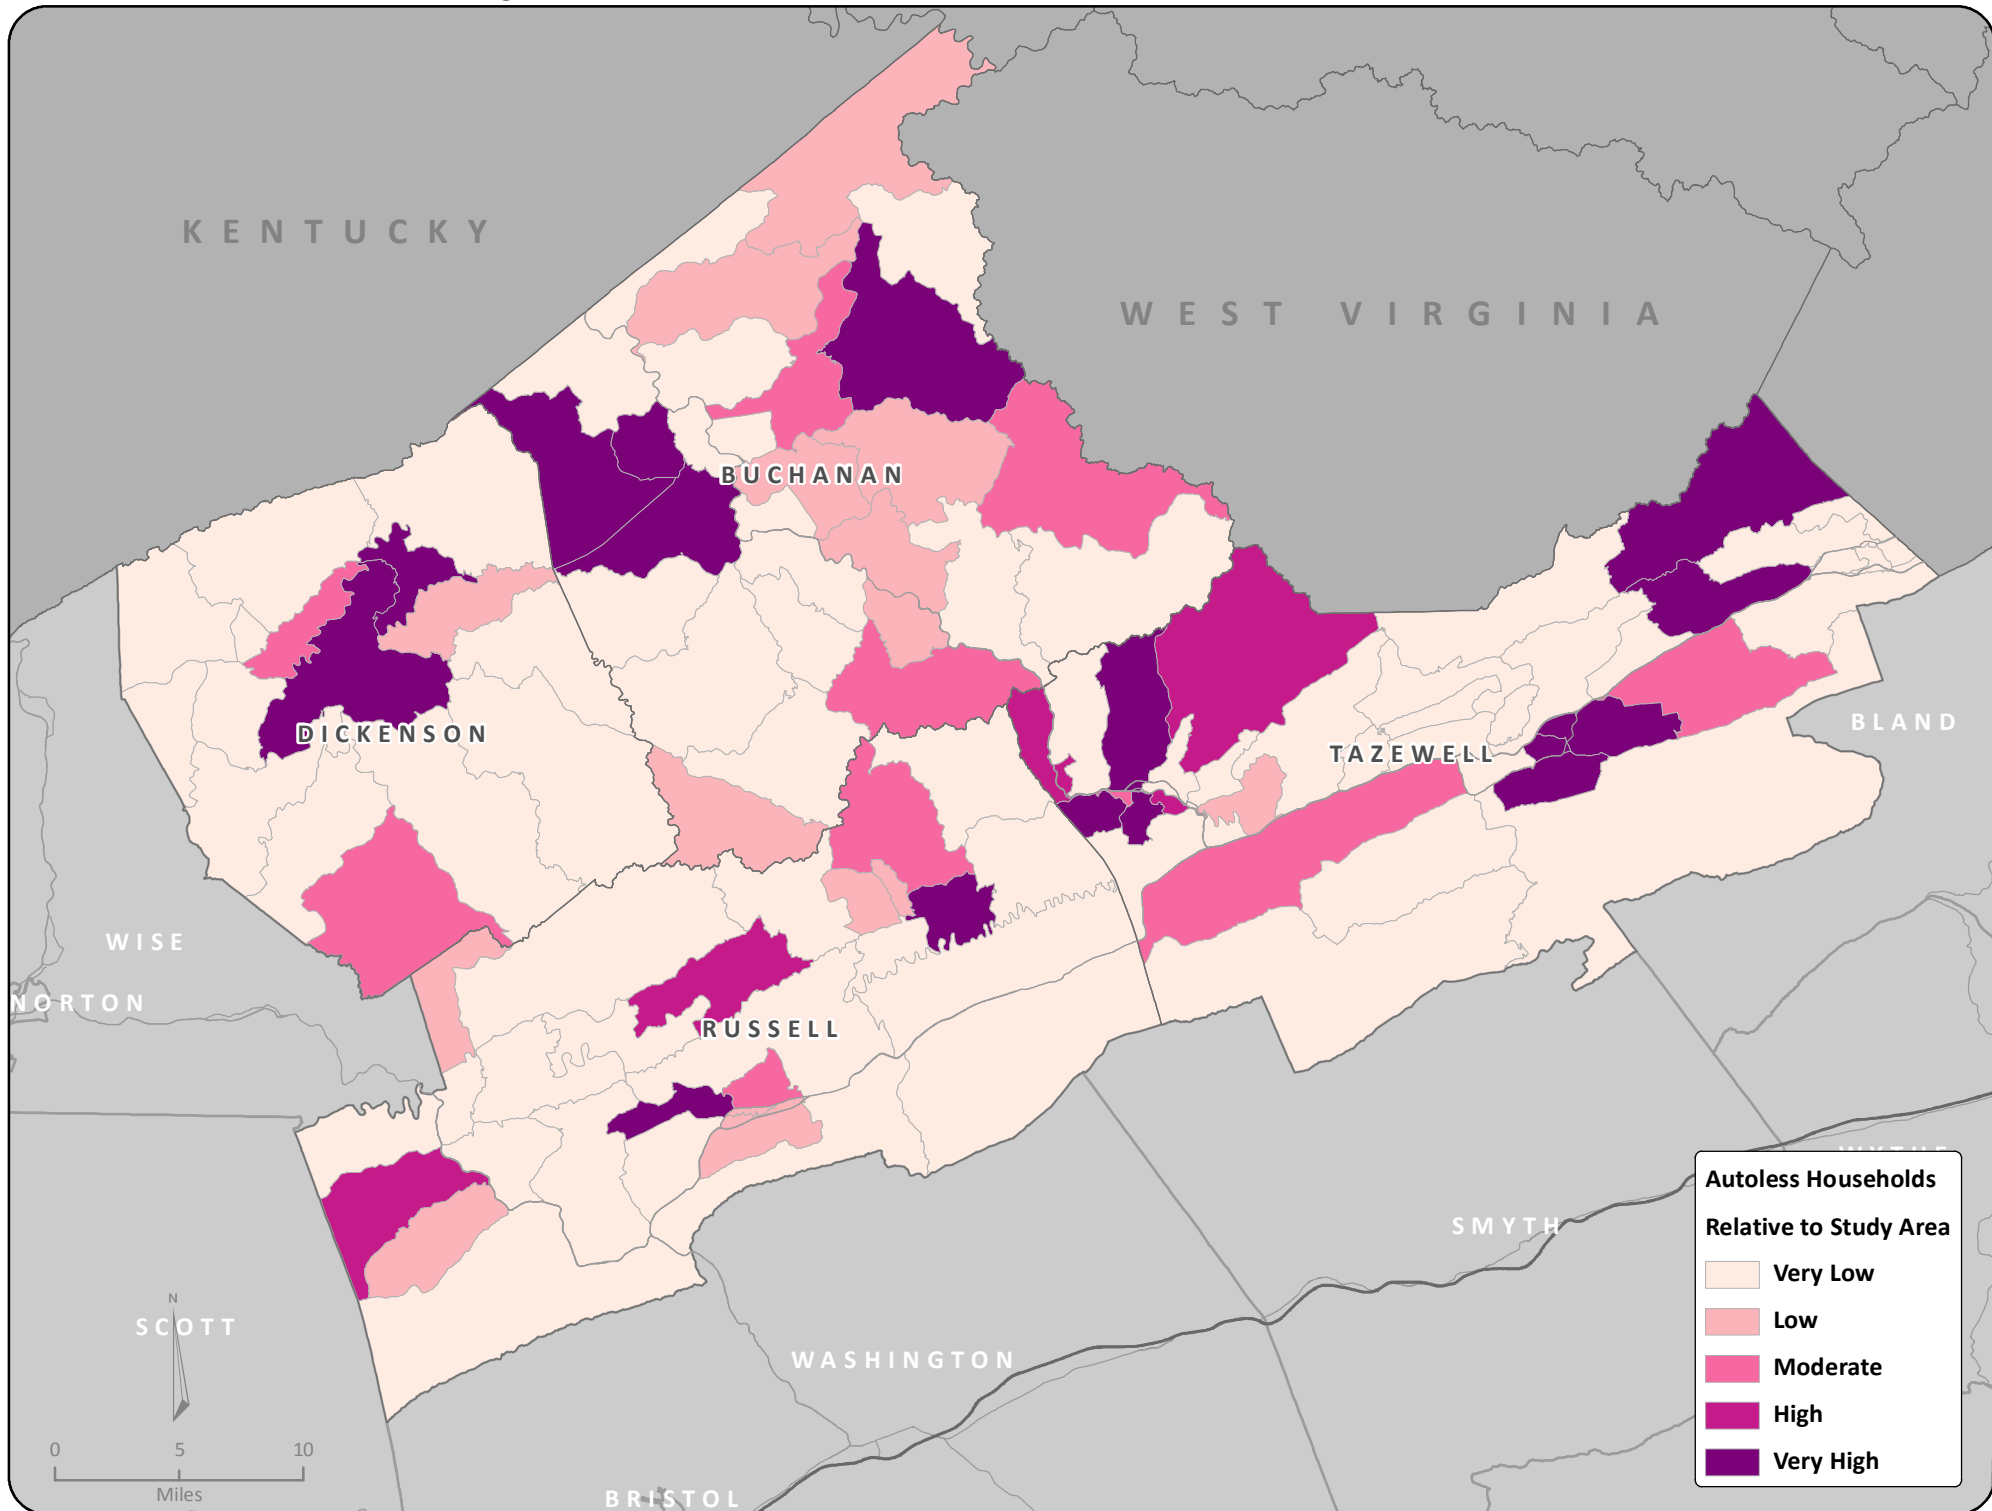 KENTUCKY
WEST VIRGINIA
BUCHANAN
DICKENSON
TAZEWELL
BLAND
WISE
NORTON
RUSSELL
SMYTH
SCOTT
WASHINGTON
BRISTOL
N
0 5 10
Miles
Autoless Households
Relative to Study Area
Very Low
Low
Moderate
High
Very High